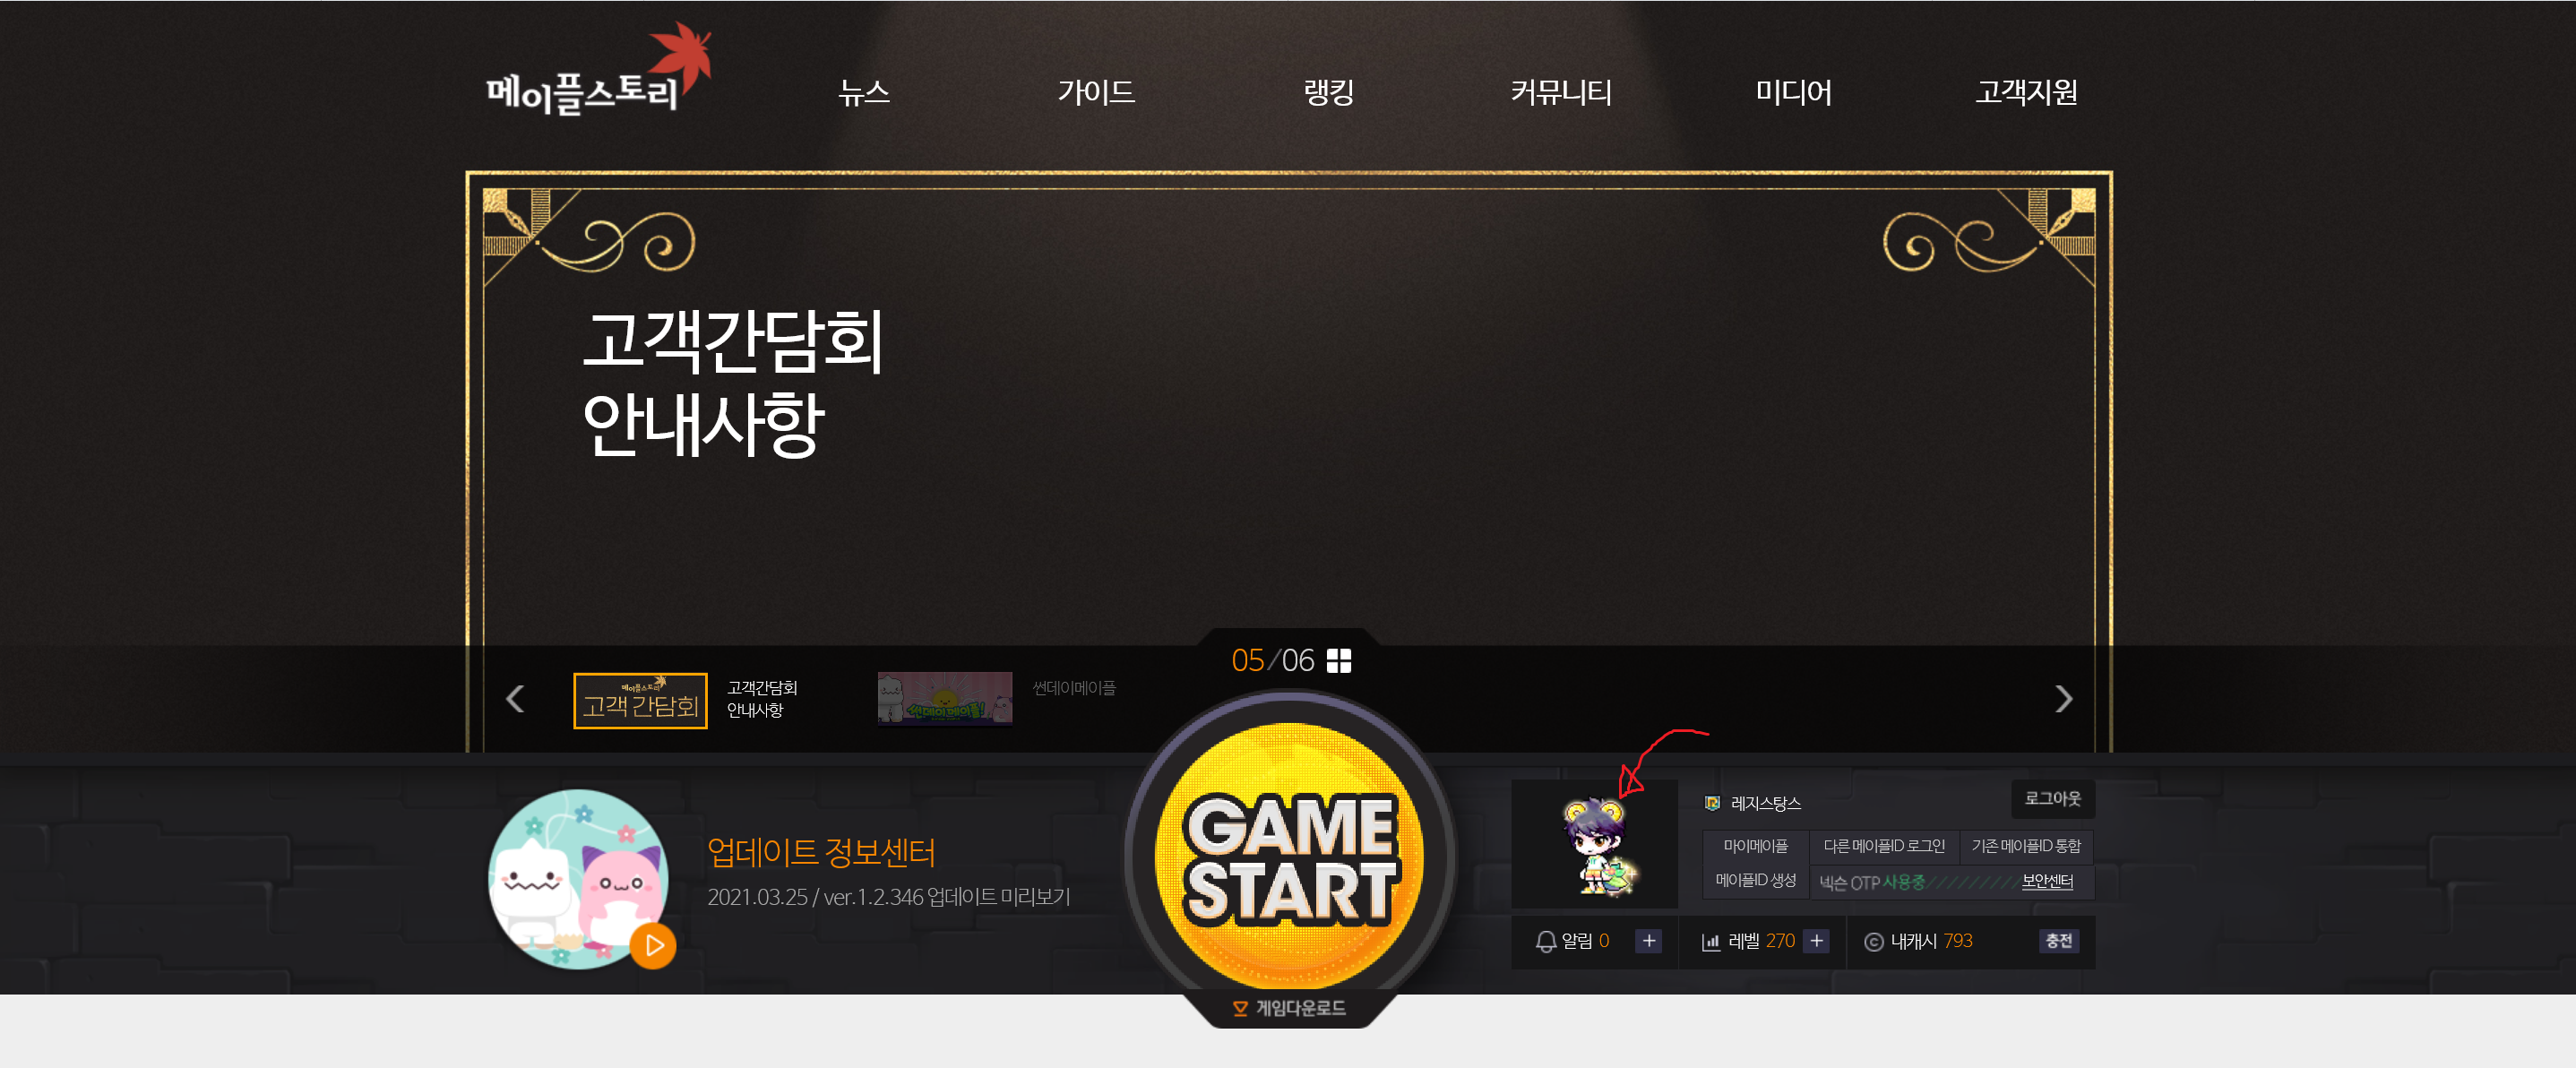 메이플스토리
뉴스
가이드
랭킹
커뮤니티
미디어
고객지원
고객간담회
안내사항
05/06
메이플스토리
고객 간담회
고객간담회
안내사항
썬데이 메이플!
썬데이메이플
GAME
START
게임다운로드
업데이트 정보센터
2021.03.25 / ver.1.2.346 업데이트 미리보기
레지스탕스
로그아웃
마이메이플
다른 메이플ID 로그인
기존 메이플ID 통합
메이플ID 생성
넥슨 OTP 사용중//////////보안센터
알림 0 +
레벨 270 +
내캐시 793
충전